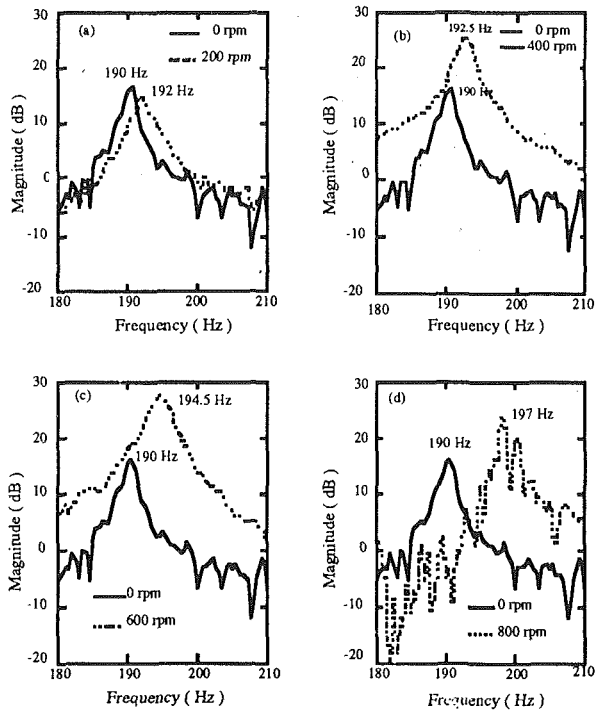 (a)
0 rpm
200 rpm
190 Hz
192 Hz
Magnitude ( dB )
30
20
10
0
-10
-20
180
190
200
210
Frequency ( Hz )
(b)
192.5 Hz
0 rpm
400 rpm
190 Hz
Magnitude ( dB )
30
20
10
0
-10
-20
180
190
200
210
Frequency ( Hz )
(c)
194.5 Hz
190 Hz
0 rpm
600 rpm
Magnitude ( dB )
30
20
10
0
-10
-20
180
190
200
210
Frequency ( Hz )
(d)
197 Hz
190 Hz
0 rpm
800 rpm
Magnitude ( dB )
30
20
10
0
-10
-20
180
190
200
210
Frequency ( Hz )